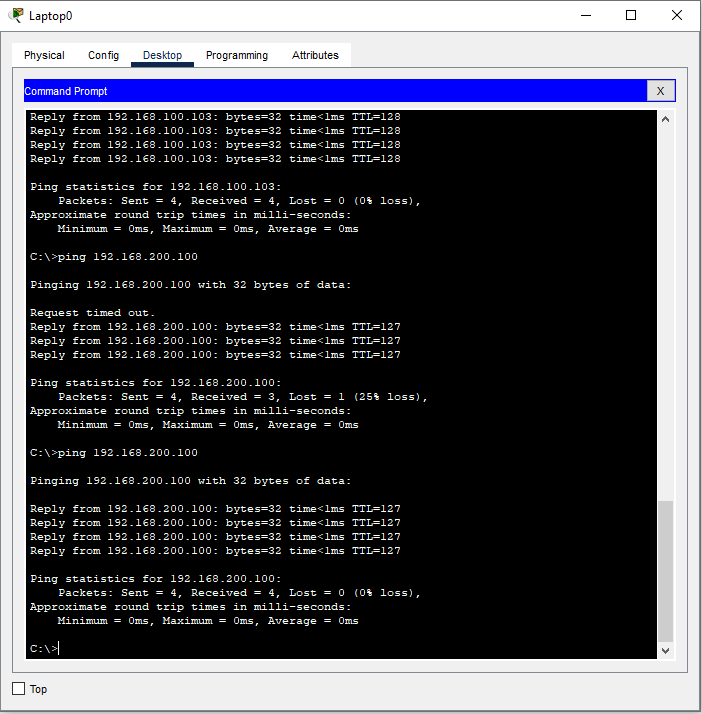 Laptop0
Physical Config Desktop Programming Attributes
Command Prompt X
Reply from 192.168.100.103: bytes=32 time<1ms TTL=128
Reply from 192.168.100.103: bytes=32 time<1ms TTL=128
Reply from 192.168.100.103: bytes=32 time<1ms TTL=128
Reply from 192.168.100.103: bytes=32 time<1ms TTL=128
Ping statistics for 192.168.100.103:
Packets: Sent = 4, Received = 4, Lost = 0 (0% loss),
Approximate round trip times in milli-seconds:
Minimum = 0ms, Maximum = 0ms, Average = 0ms
C:\>ping 192.168.200.100
Pinging 192.168.200.100 with 32 bytes of data:
Request timed out.
Reply from 192.168.200.100: bytes=32 time<1ms TTL=127
Reply from 192.168.200.100: bytes=32 time<1ms TTL=127
Reply from 192.168.200.100: bytes=32 time<1ms TTL=127
Ping statistics for 192.168.200.100:
Packets: Sent = 4, Received = 3, Lost = 1 (25% loss),
Approximate round trip times in milli-seconds:
Minimum = 0ms, Maximum = 0ms, Average = 0ms
C:\>ping 192.168.200.100
Pinging 192.168.200.100 with 32 bytes of data:
Reply from 192.168.200.100: bytes=32 time<1ms TTL=127
Reply from 192.168.200.100: bytes=32 time<1ms TTL=127
Reply from 192.168.200.100: bytes=32 time<1ms TTL=127
Reply from 192.168.200.100: bytes=32 time<1ms TTL=127
Ping statistics for 192.168.200.100:
Packets: Sent = 4, Received = 4, Lost = 0 (0% loss),
Approximate round trip times in milli-seconds:
Minimum = 0ms, Maximum = 0ms, Average = 0ms
C:\>
Top